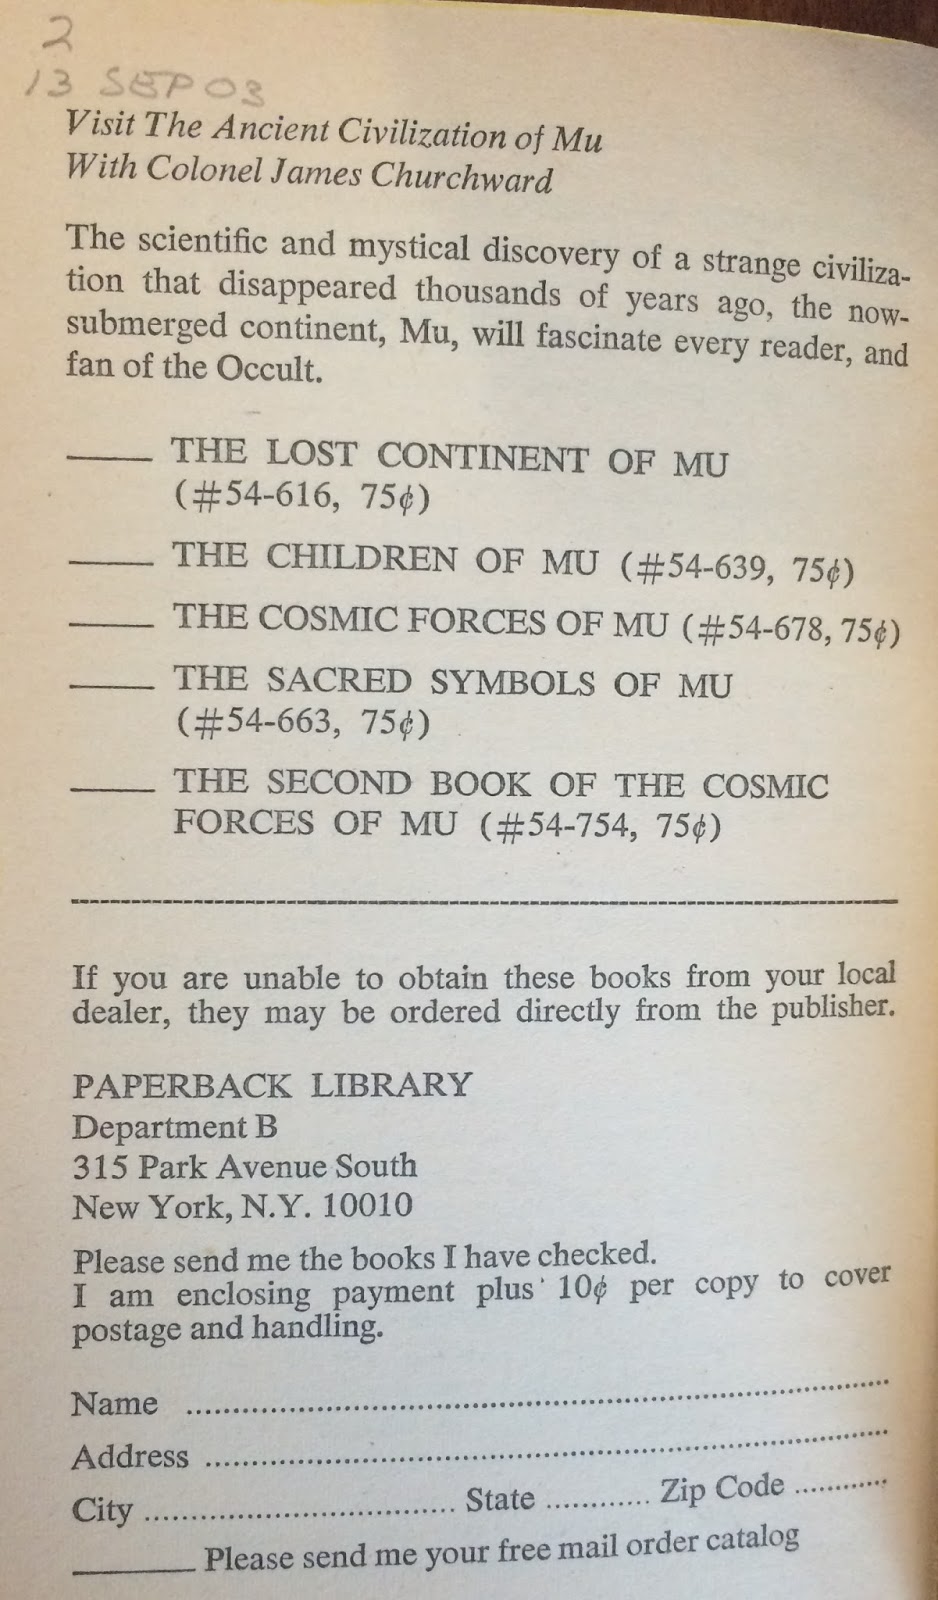 2
13 SEP 03
Visit The Ancient Civilization of Mu
With Colonel James Churchward
The scientific and mystical discovery of a strange civiliza-
tion that disappeared thousands of years ago, the now-
submerged continent, Mu, will fascinate every reader, and
fan of the Occult.
_____ THE LOST CONTINENT OF MU
(#54-616, 75¢)
_____ THE CHILDREN OF MU (#54-639, 75¢)
_____ THE COSMIC FORCES OF MU (#54-678, 75¢)
_____ THE SACRED SYMBOLS OF MU
(#54-663, 75¢)
_____ THE SECOND BOOK OF THE COSMIC
FORCES OF MU (#54-754, 75¢)
If you are unable to obtain these books from your local
dealer, they may be ordered directly from the publisher.
PAPERBACK LIBRARY
Department B
315 Park Avenue South
New York, N.Y. 10010
Please send me the books I have checked.
I am enclosing payment plus 10¢ per copy to cover
postage and handling.
Name ..........
Address ..........
City .......... State .......... Zip Code ..........
_____ Please send me your free mail order catalog